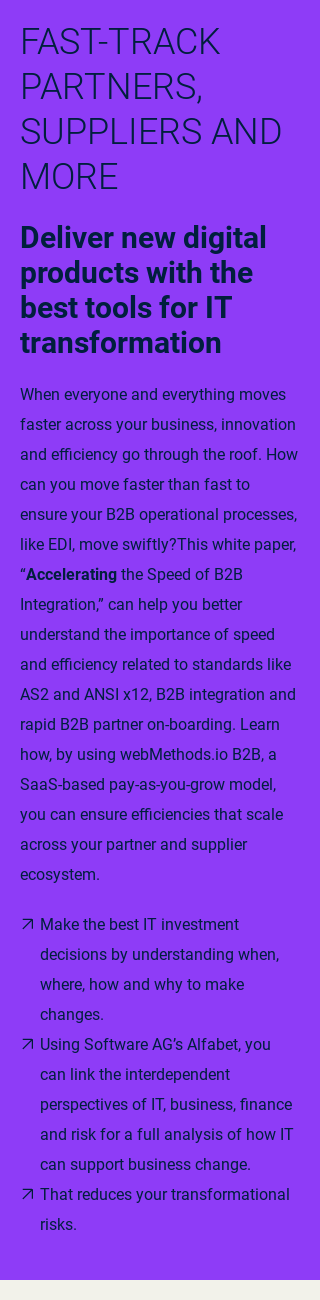 FAST-TRACK
PARTNERS,
SUPPLIERS AND
MORE
Deliver new digital
products with the
best tools for IT
transformation
When everyone and everything moves
faster across your business, innovation
and efficiency go through the roof. How
can you move faster than fast to
ensure your B2B operational processes,
like EDI, move swiftly?This white paper,
“Accelerating the Speed of B2B
Integration,” can help you better
understand the importance of speed
and efficiency related to standards like
AS2 and ANSI x12, B2B integration and
rapid B2B partner on-boarding. Learn
how, by using webMethods.io B2B, a
SaaS-based pay-as-you-grow model,
you can ensure efficiencies that scale
across your partner and supplier
ecosystem.
Make the best IT investment
decisions by understanding when,
where, how and why to make
changes.
Using Software AG’s Alfabet, you
can link the interdependent
perspectives of IT, business, finance
and risk for a full analysis of how IT
can support business change.
That reduces your transformational
risks.